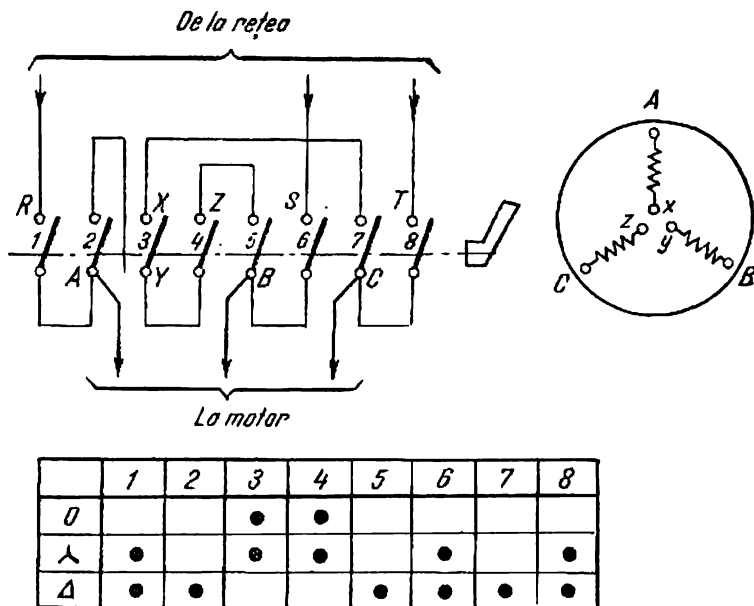 De la rețea
R X Z S T
1 2 3 4 5 6 7 8
A Y B C
La motor
A
x
z y
C B
1 2 3 4 5 6 7 8
0 ● ●
⅄ ● ● ● ● ●
Δ ● ● ● ● ● ●